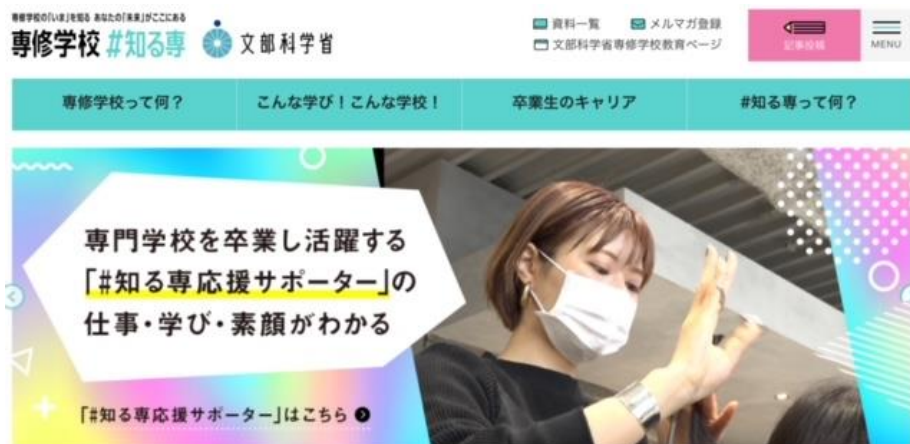 専修学校の「いま」を知る あなたの「未来」がここにある
専修学校 #知る専
文部科学省
資料一覧
メルマガ登録
文部科学省専修学校教育ページ
記事投稿
MENU
専修学校って何？
こんな学び！こんな学校！
卒業生のキャリア
#知る専って何？
専門学校を卒業し活躍する
「#知る専応援サポーター」の
仕事・学び・素顔がわかる
「#知る専応援サポーター」はこちら